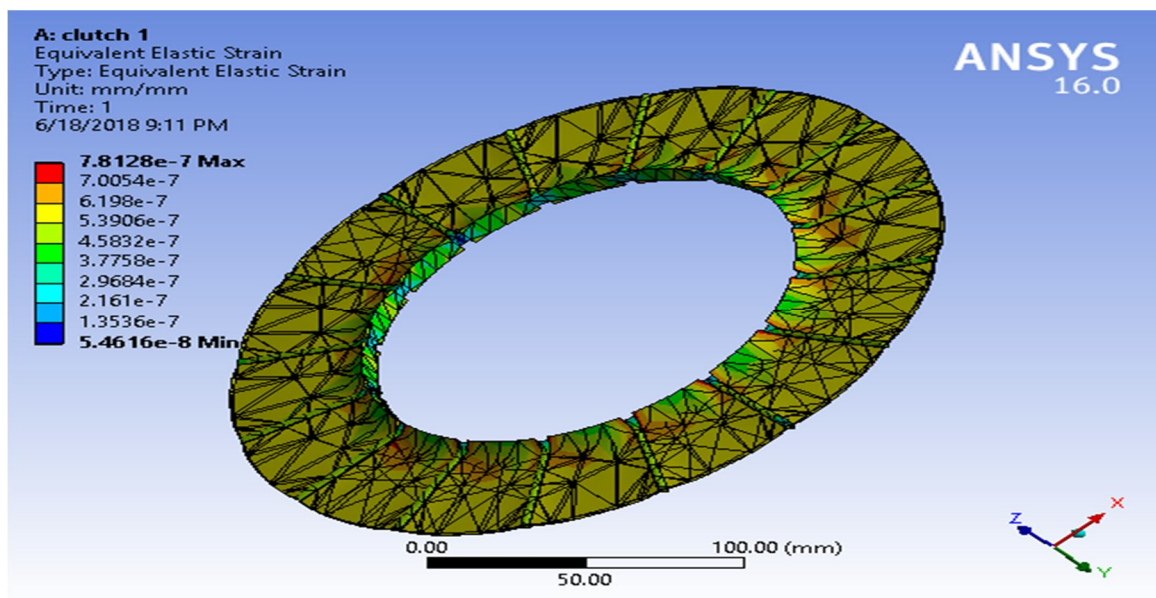 A: clutch 1
Equivalent Elastic Strain
Type: Equivalent Elastic Strain
Unit: mm/mm
Time: 1
6/18/2018 9:11 PM
ANSYS
16.0
7.8128e-7 Max
7.0054e-7
6.198e-7
5.3906e-7
4.5832e-7
3.7758e-7
2.9684e-7
2.161e-7
1.3536e-7
5.4616e-8 Min
0.00
100.00 (mm)
50.00
X
Z
Y